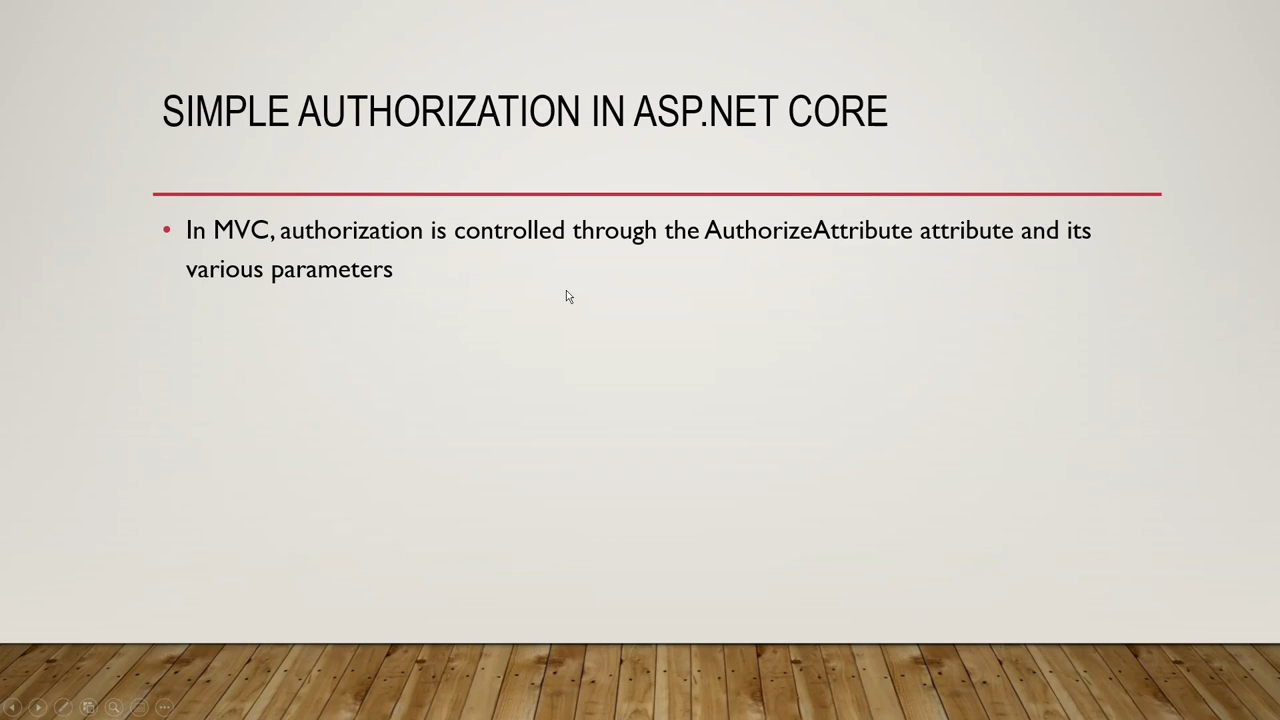 SIMPLE AUTHORIZATION IN ASP.NET CORE
• In MVC, authorization is controlled through the AuthorizeAttribute attribute and its
various parameters